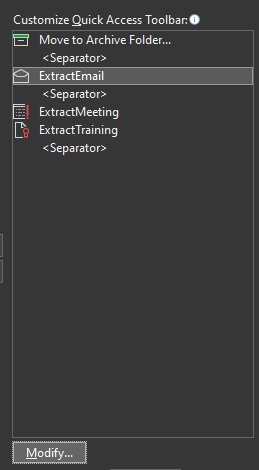 Customize Quick Access Toolbar:
Move to Archive Folder...
<Separator>
ExtractEmail
<Separator>
ExtractMeeting
ExtractTraining
<Separator>
Modify...